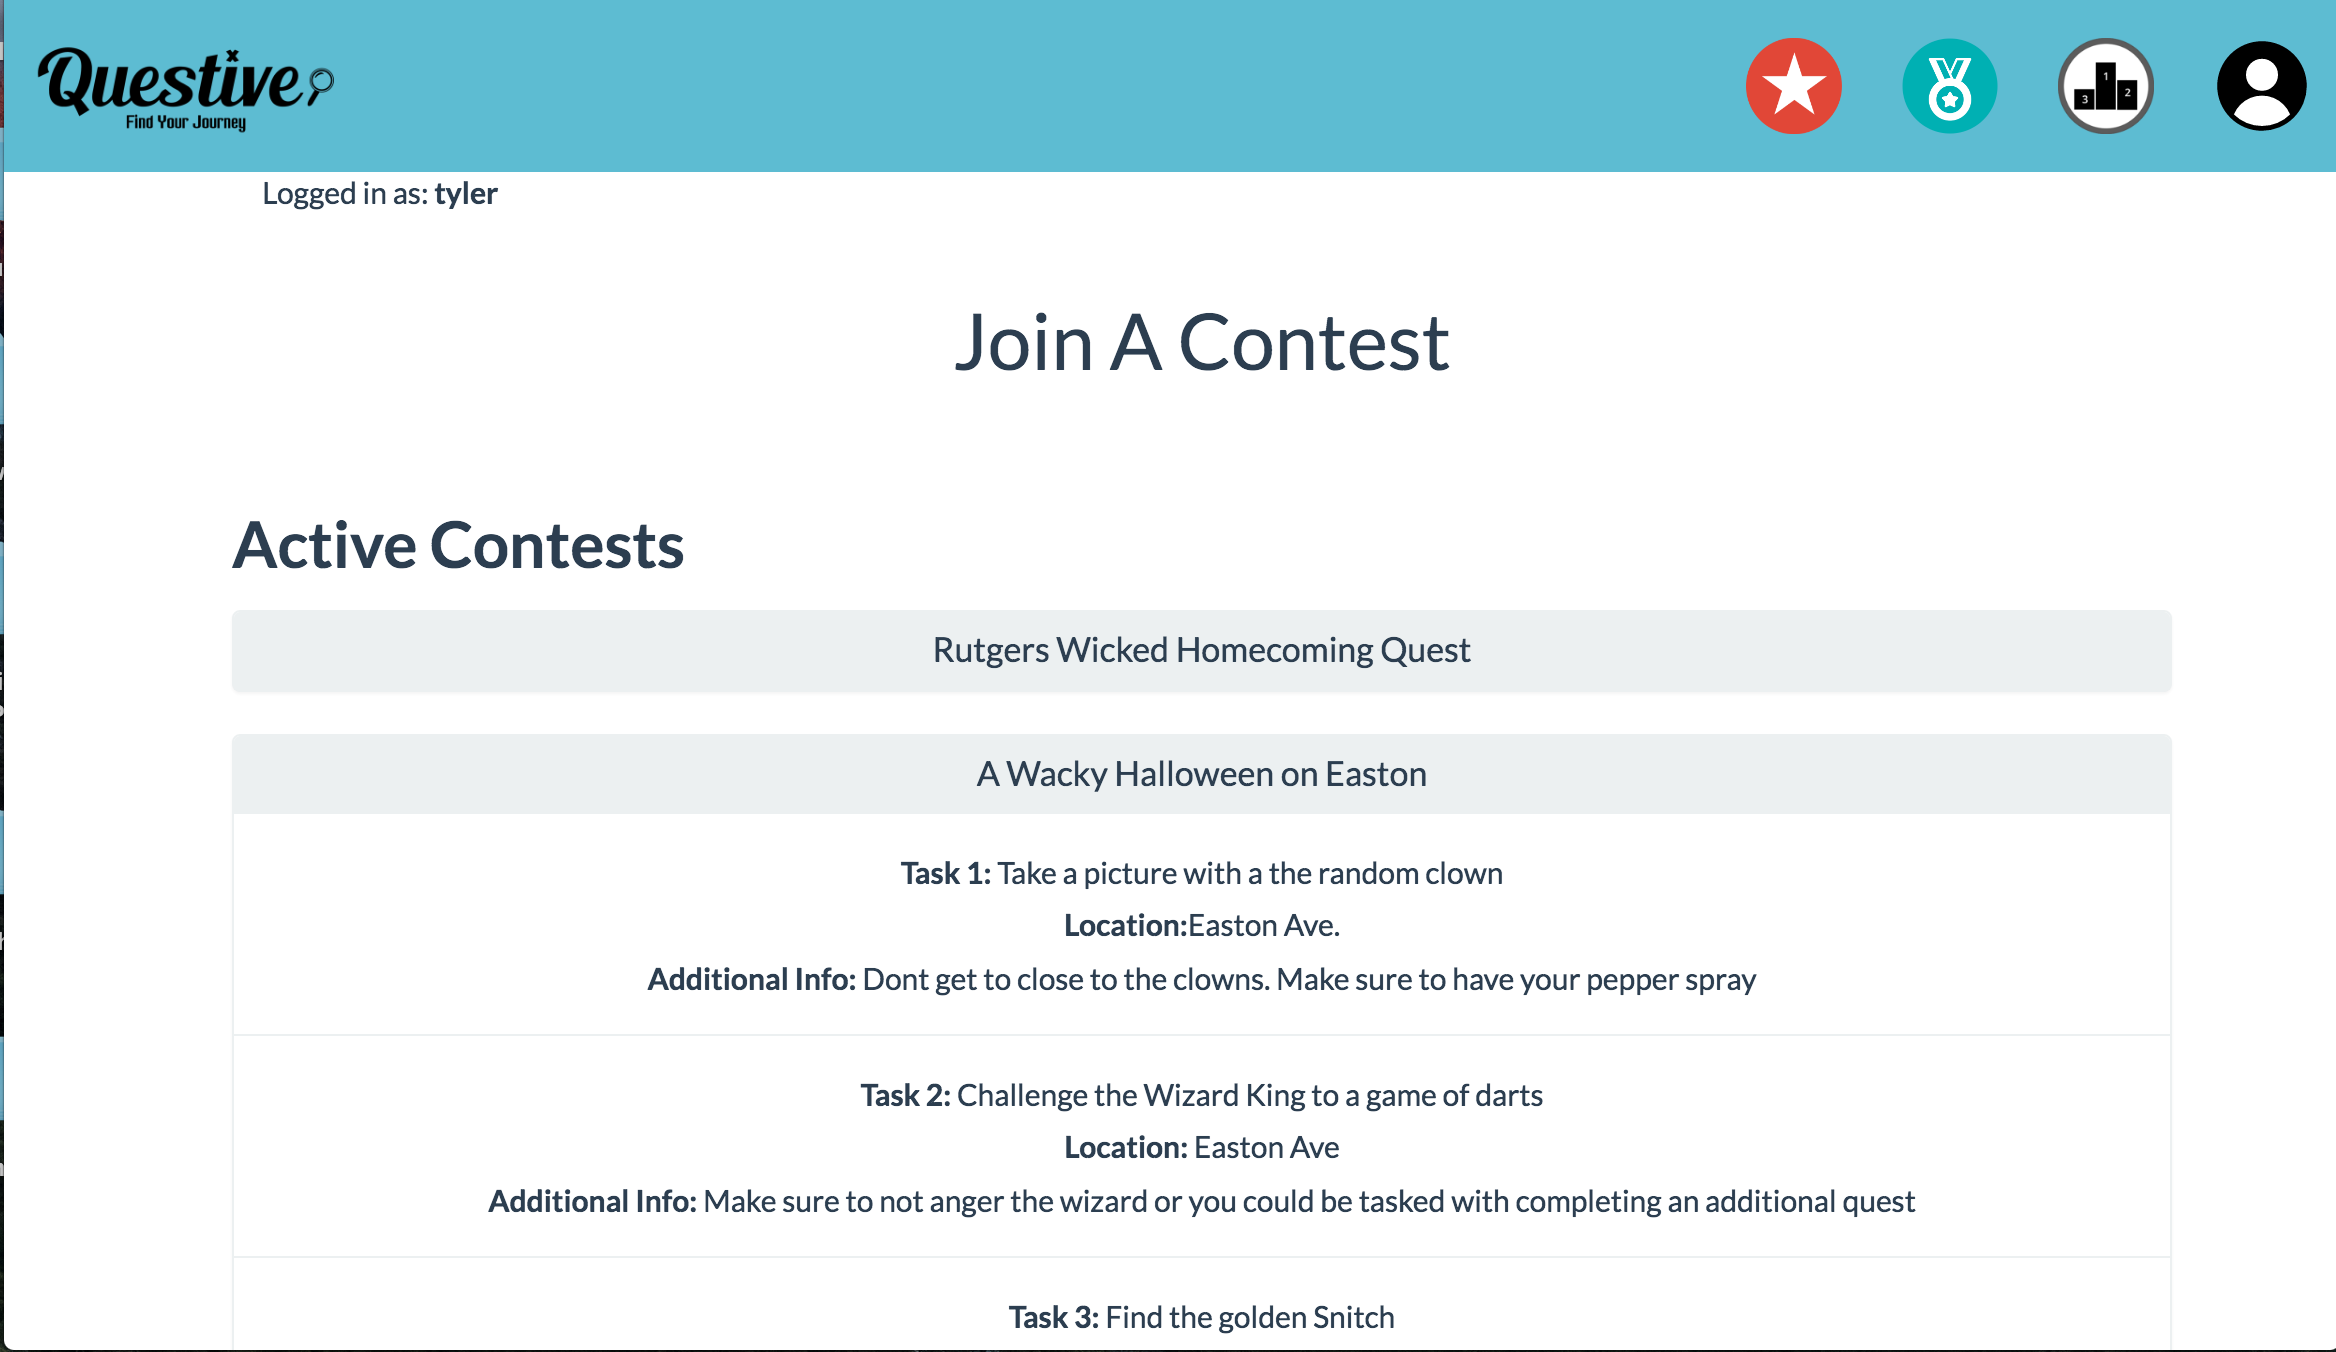 Questive
Find Your Journey
3 1 2
Logged in as: tyler
Join A Contest
Active Contests
Rutgers Wicked Homecoming Quest
A Wacky Halloween on Easton
Task 1: Take a picture with a the random clown
Location:Easton Ave.
Additional Info: Dont get to close to the clowns. Make sure to have your pepper spray
Task 2: Challenge the Wizard King to a game of darts
Location: Easton Ave
Additional Info: Make sure to not anger the wizard or you could be tasked with completing an additional quest
Task 3: Find the golden Snitch